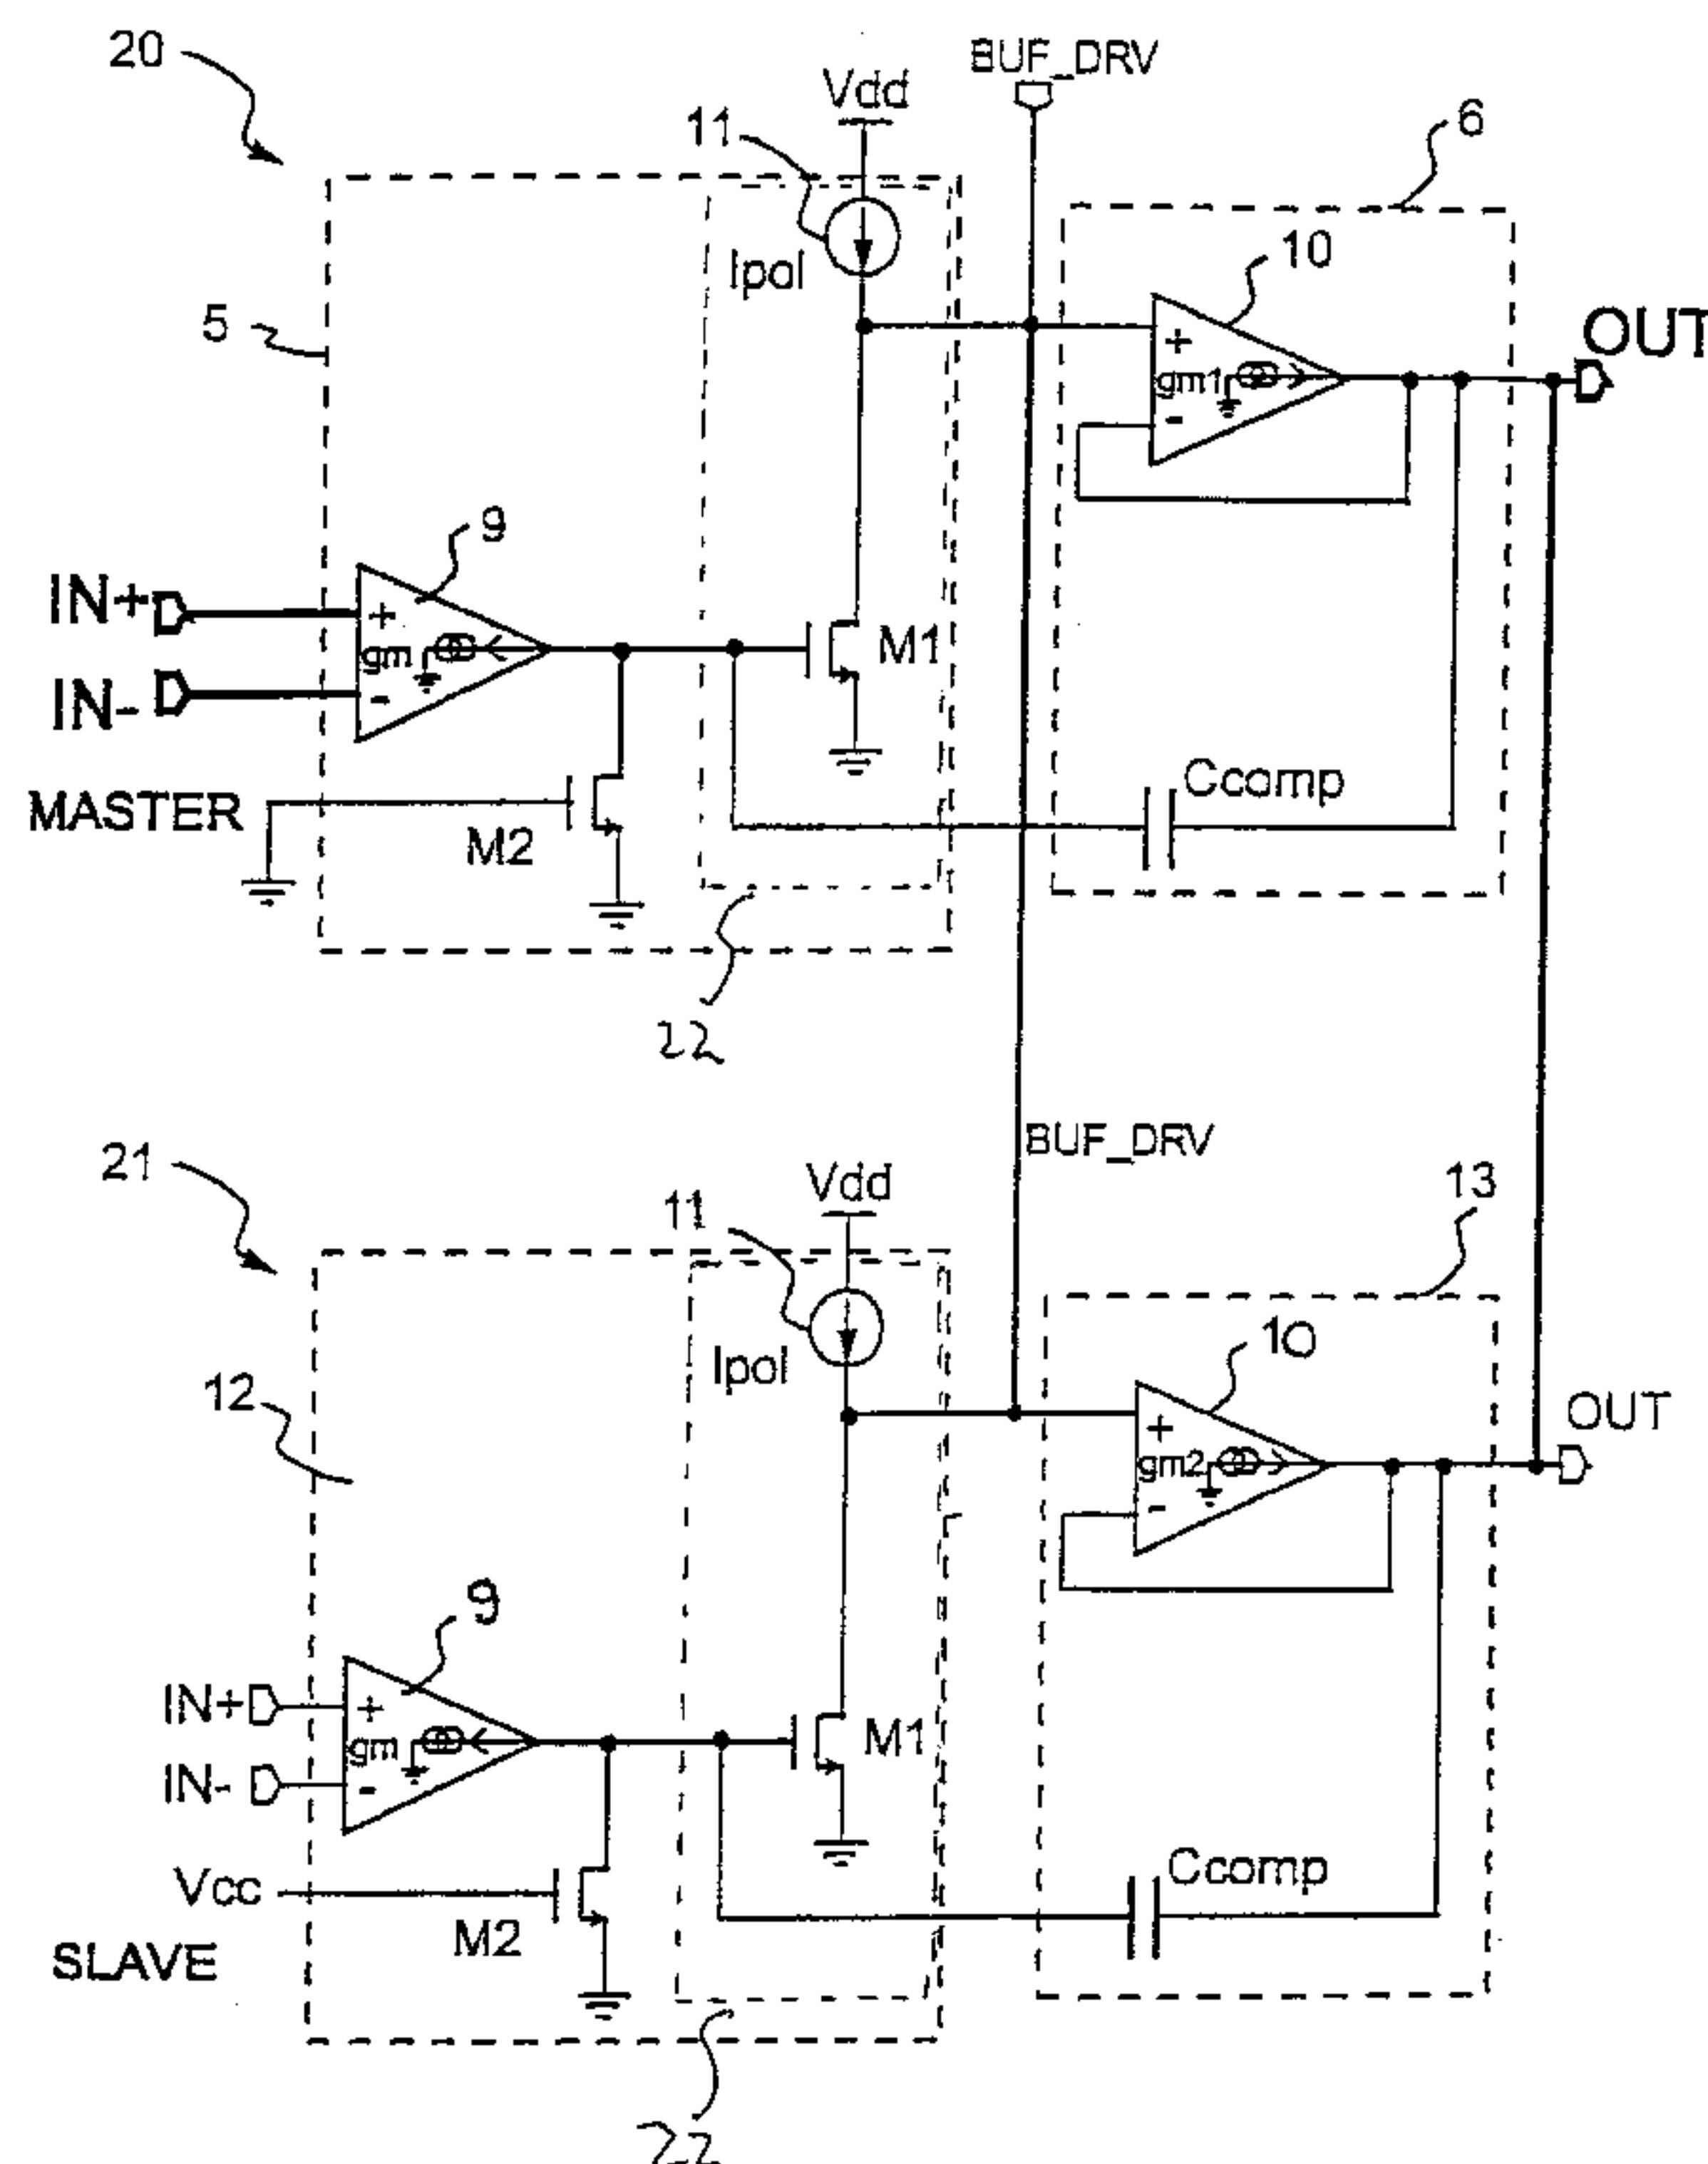 20
BUF_DRV
Vdd
11
6
Ipol
10
5
OUT
+
gm1
-
9
IN+
+
gm
M1
IN-
-
Ccomp
MASTER
M2
22
BUF_DRV
21
Vdd
13
11
10
Ipol
12
OUT
+
gm2
-
9
IN+
+
gm
M1
IN-
-
Ccomp
Vcc
M2
SLAVE
22